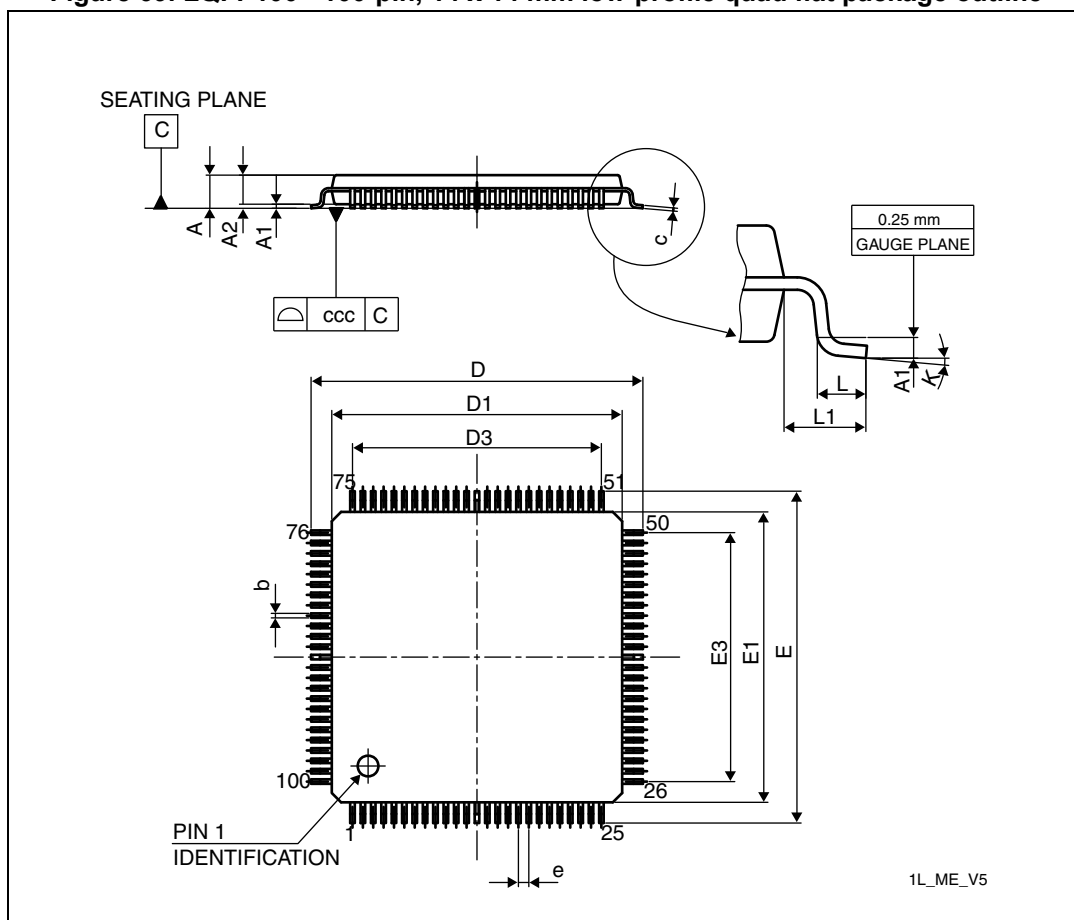 SEATING PLANE
C
A
A2
A1
c
ccc
C
0.25 mm
GAUGE PLANE
A1
K
L
L1
D
D1
D3
75
51
76
50
b
E3
E1
E
100
26
1
25
PIN 1
IDENTIFICATION
e
1L_ME_V5